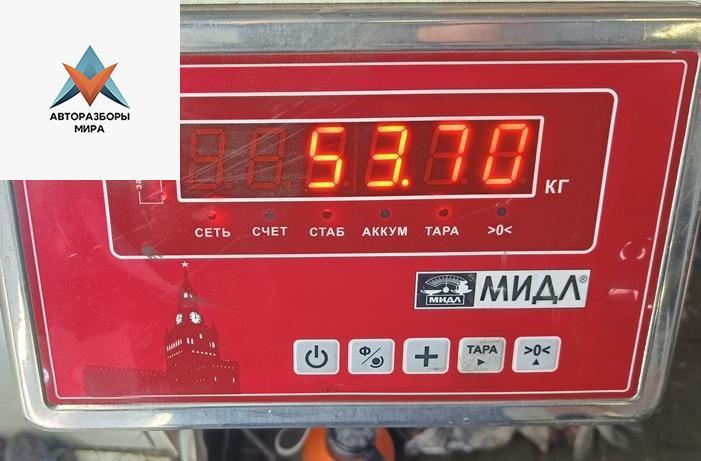 АВТОРАЗБОРЫ
МИРА
53.70
КГ
СЕТЬ СЧЕТ СТАБ АККУМ ТАРА >0<
МИДЛ МИДЛ®
Ф + ТАРА >0<